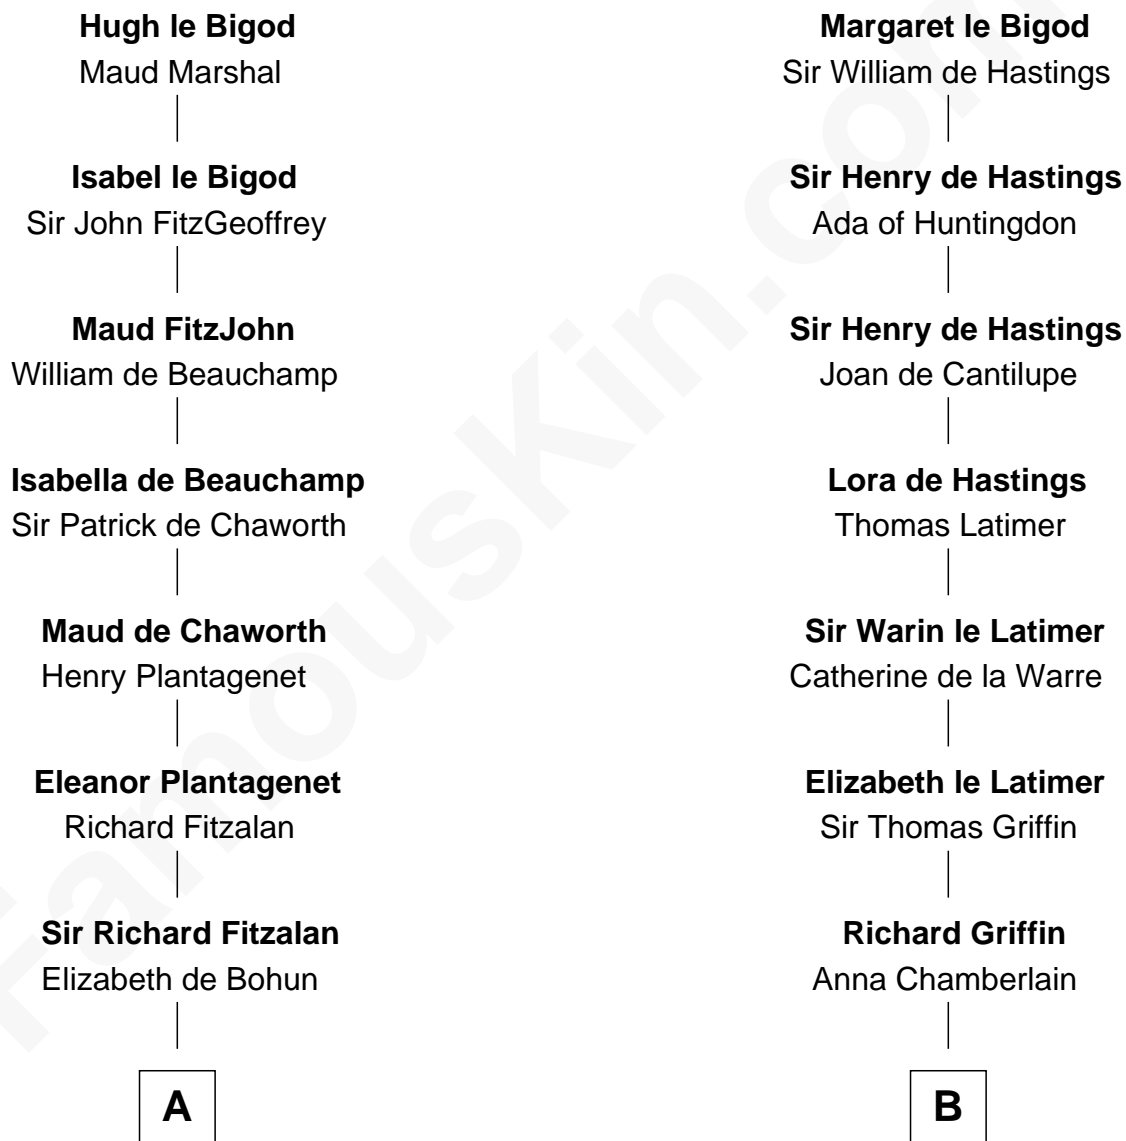 Hugh le Bigod
Maud Marshal
Isabel le Bigod
Sir John FitzGeoffrey
Maud FitzJohn
William de Beauchamp
Isabella de Beauchamp
Sir Patrick de Chaworth
Maud de Chaworth
Henry Plantagenet
Eleanor Plantagenet
Richard Fitzalan
Sir Richard Fitzalan
Elizabeth de Bohun
A
Margaret le Bigod
Sir William de Hastings
Sir Henry de Hastings
Ada of Huntingdon
Sir Henry de Hastings
Joan de Cantilupe
Lora de Hastings
Thomas Latimer
Sir Warin le Latimer
Catherine de la Warre
Elizabeth le Latimer
Sir Thomas Griffin
Richard Griffin
Anna Chamberlain
B
FamousKin.com